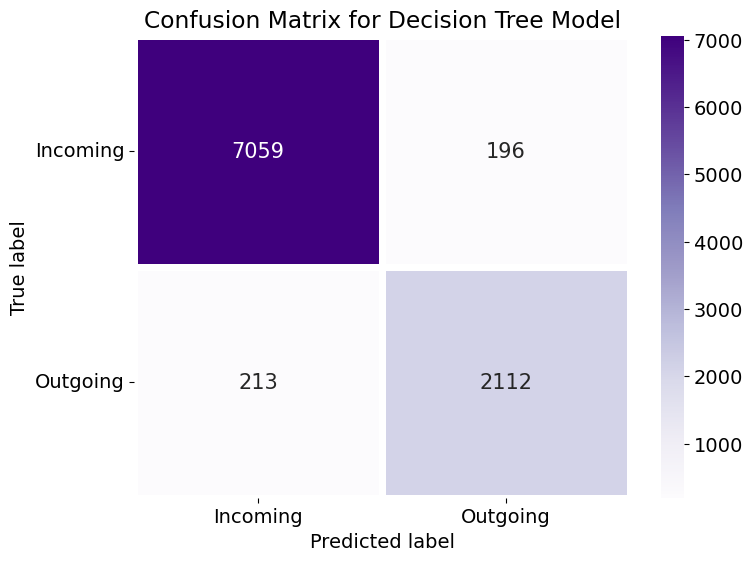 Confusion Matrix for Decision Tree Model
True label
Incoming
7059
196
Outgoing
213
2112
Incoming
Outgoing
Predicted label
7000
6000
5000
4000
3000
2000
1000